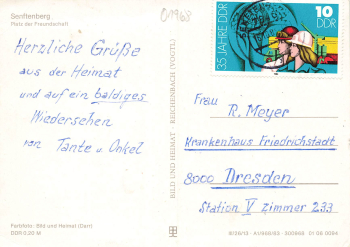 Senftenberg
Platz der Freundschaft
Herzliche Grüße
aus der Heimat
und auf ein baldiges
Wiedersehen
von Tante u. Onkel
Farbfoto: Bild und Heimat (Darr)
DDR 0,20 M
BILD UND HEIMAT · REICHENBACH (VOGTL)
35 JAHRE DDR
10
DDR
Frau
R. Meyer
Krankenhaus Friedrichstadt
8000 Dresden
Station V Zimmer 233